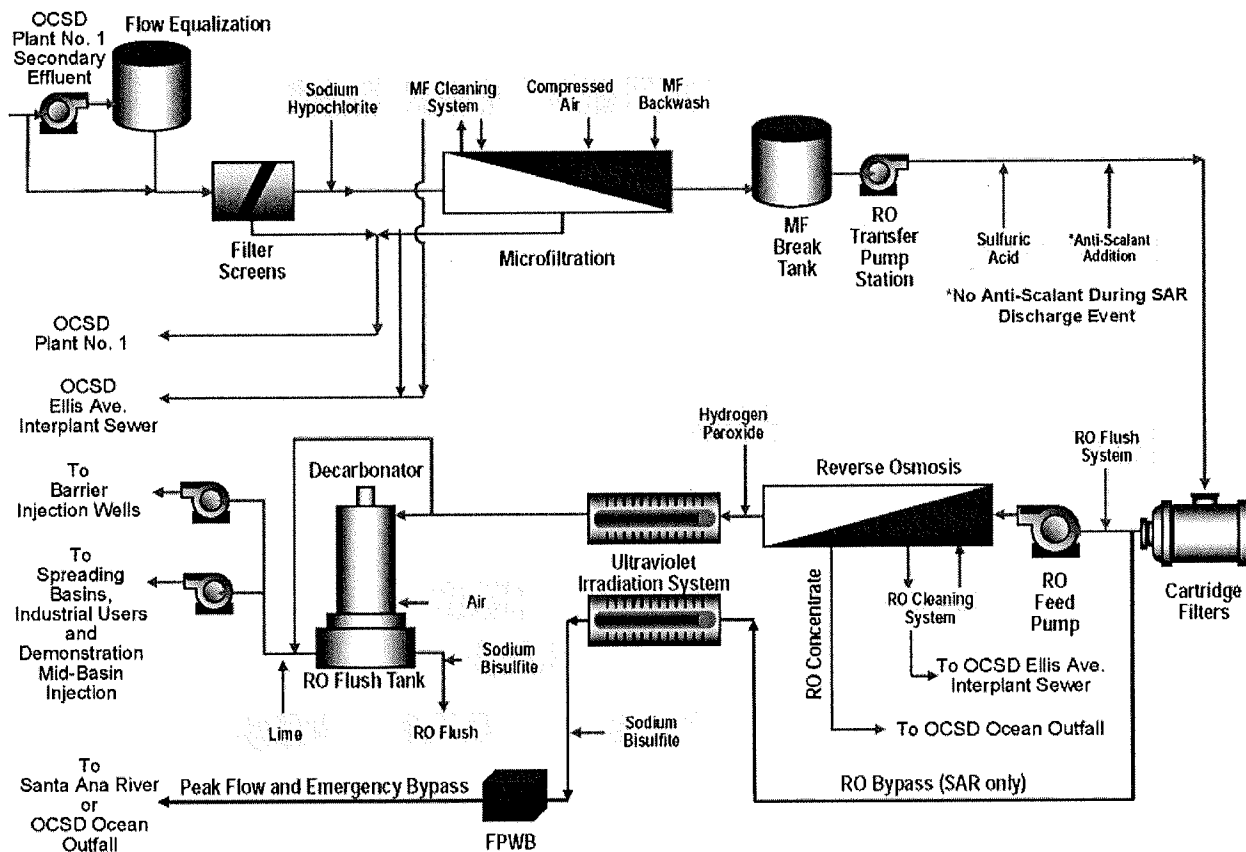 OCSD
Plant No. 1
Secondary
Effluent
Flow Equalization
Sodium
Hypochlorite
MF Cleaning
System
Compressed
Air
MF
Backwash
Filter
Screens
Microfiltration
MF
Break
Tank
RO
Transfer
Pump
Station
Sulfuric
Acid
*Anti-Scalant
Addition
*No Anti-Scalant During SAR
Discharge Event
OCSD
Plant No. 1
OCSD
Ellis Ave.
Interplant Sewer
Hydrogen
Peroxide
RO Flush
System
To
Barrier
Injection Wells
Decarbonator
Reverse Osmosis
To
Spreading
Basins,
Industrial Users
and
Demonstration
Mid-Basin
Injection
Ultraviolet
Irradiation System
Air
RO Concentrate
RO Cleaning
System
RO
Feed
Pump
Cartridge
Filters
Sodium
Bisulfite
RO Flush Tank
To OCSD Ellis Ave.
Interplant Sewer
Lime
RO Flush
Sodium
Bisulfite
To OCSD Ocean Outfall
To
Santa Ana River
or
OCSD Ocean
Outfall
Peak Flow and Emergency Bypass
RO Bypass (SAR only)
FPWB